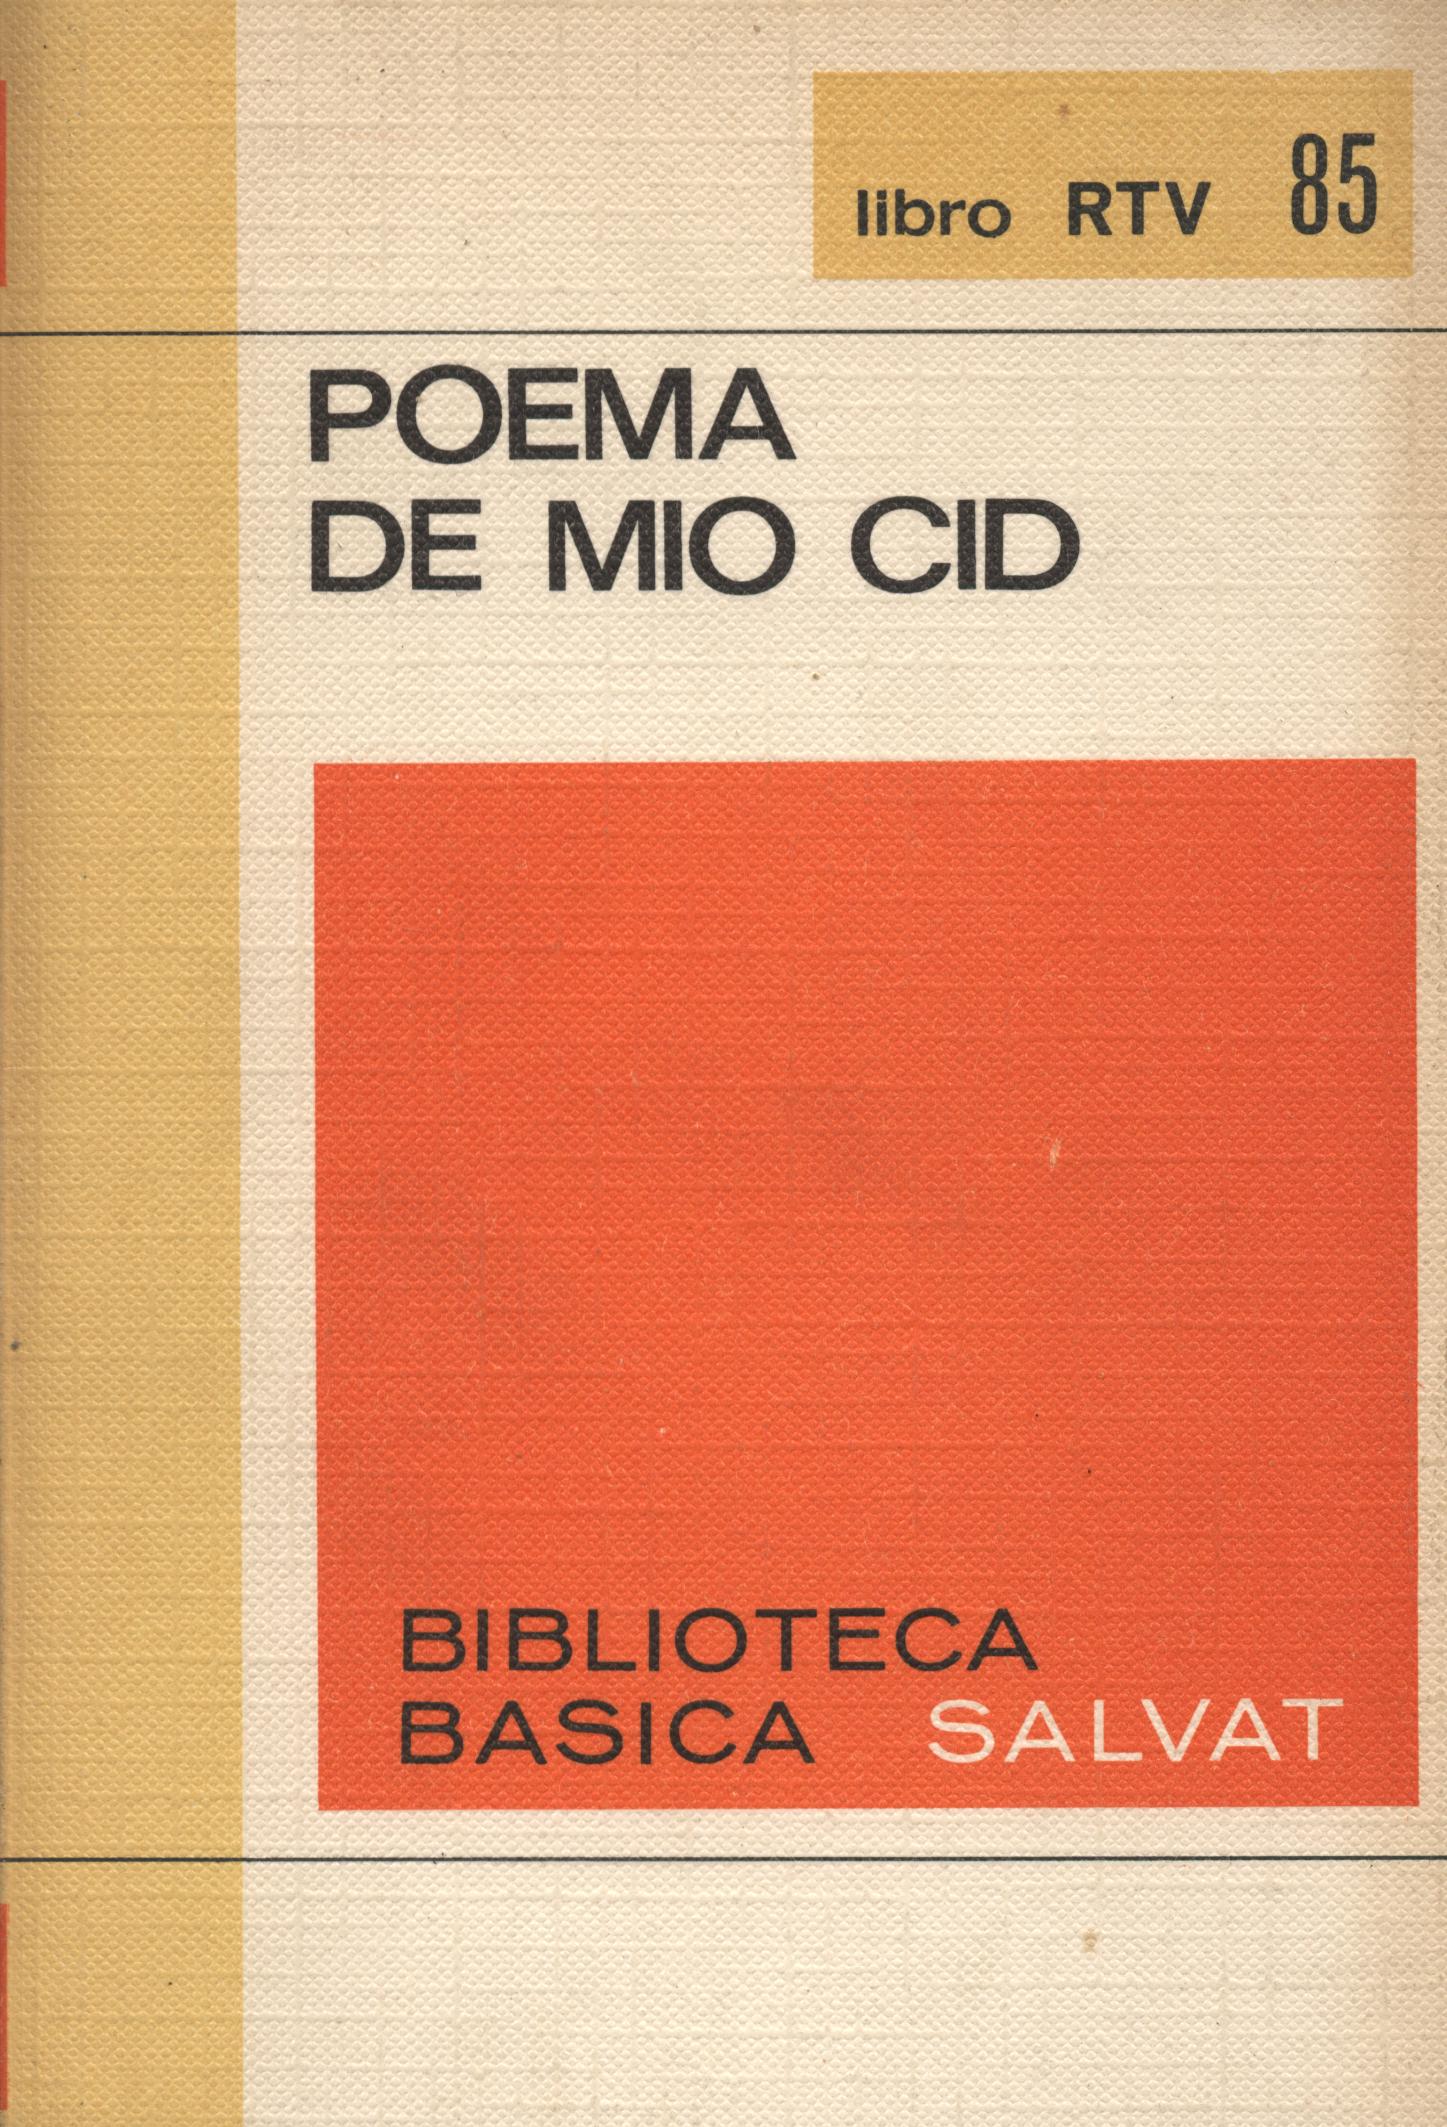 libro RTV 85
POEMA
DE MIO CID
BIBLIOTECA
BASICA SALVAT